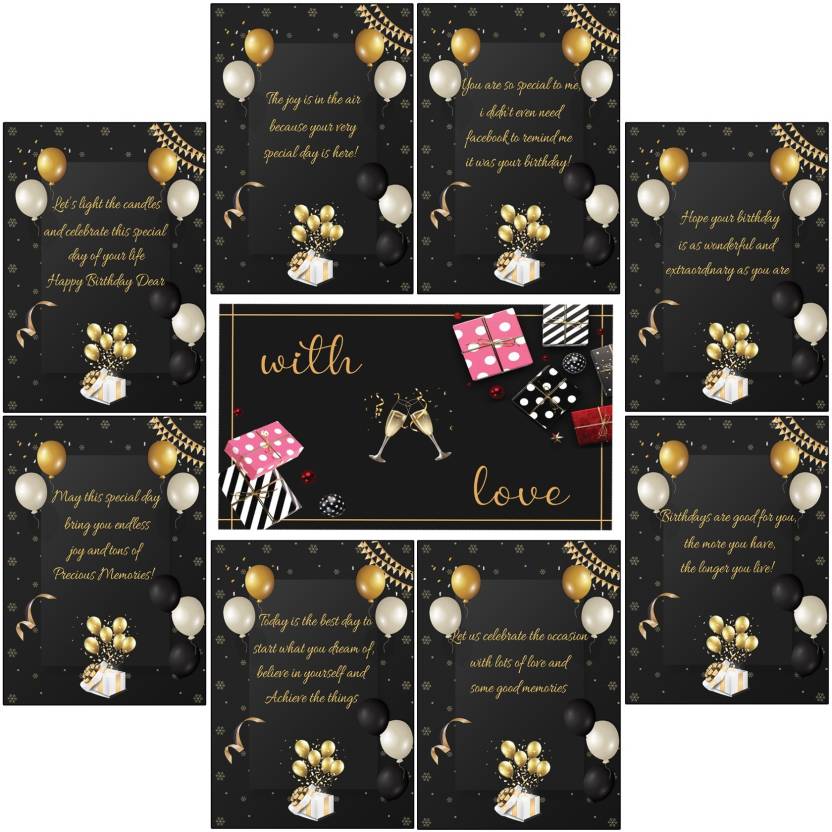 The joy is in the air
because your very
special day is here!
You are so special to me,
i didn't even need
facebook to remind me
it was your birthday!
Let's light the candles
and celebrate this special
day of your life
Happy Birthday Dear
Hope your birthday
is as wonderful and
extraordinary as you are
with
love
May this special day
bring you endless
joy and tons of
Precious Memories!
Birthdays are good for you,
the more you have,
the longer you live!
Today is the best day to
start what you dream of,
believe in yourself and
Achieve the things
Let us celebrate the occasion
with lots of love and
some good memories